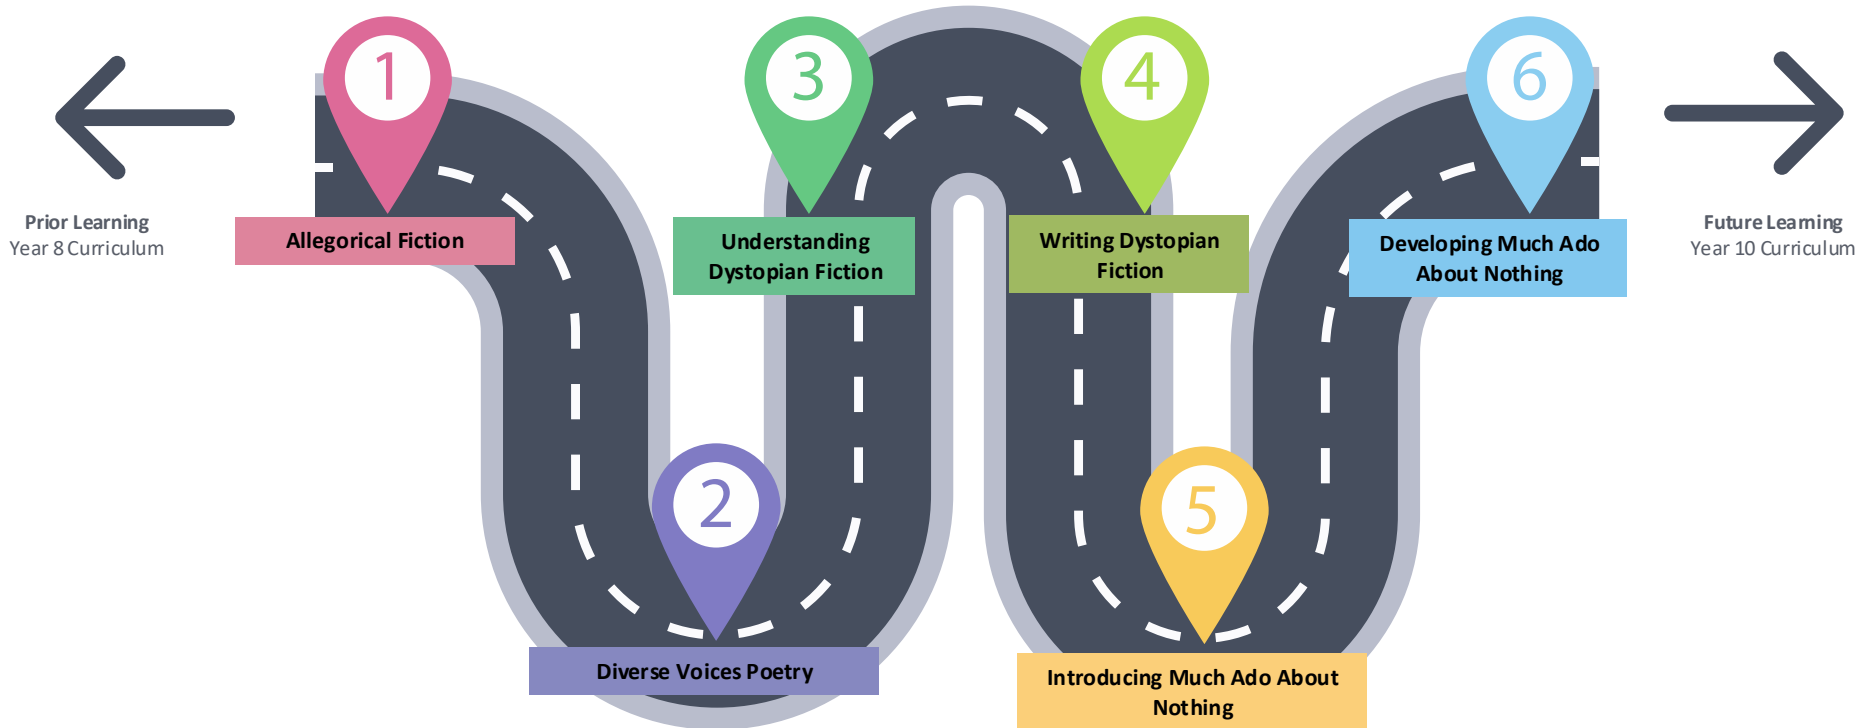 Prior Learning
Year 8 Curriculum
1
Allegorical Fiction
2
Diverse Voices Poetry
3
Understanding
Dystopian Fiction
4
Writing Dystopian
Fiction
5
Introducing Much Ado About
Nothing
6
Developing Much Ado
About Nothing
Future Learning
Year 10 Curriculum